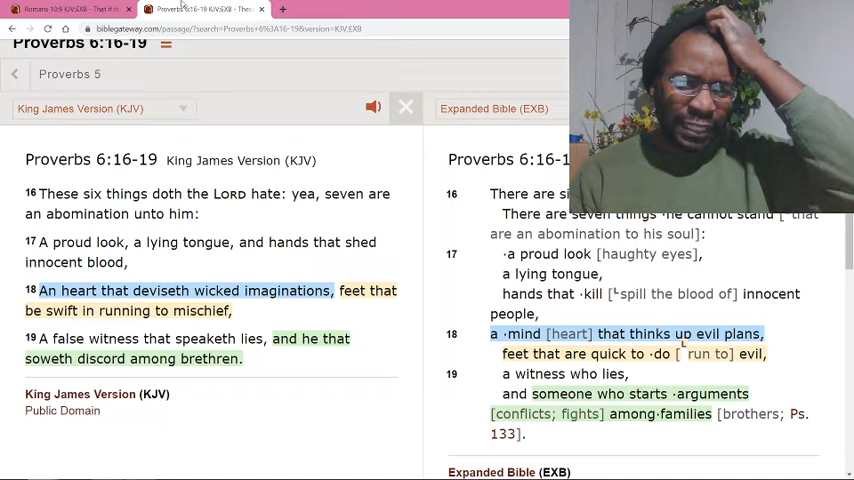 Romans 10:9 KJV;EXB - That if th
Proverbs 6:16-19 KJV;EXB - Thes
biblegateway.com/passage/?search=Proverbs+6%3A16-19&version=KJV;EXB
Proverbs 6:16-19
Proverbs 5
King James Version (KJV)
Expanded Bible (EXB)
Proverbs 6:16-19 King James Version (KJV)
16 These six things doth the LORD hate: yea, seven are
an abomination unto him:
17 A proud look, a lying tongue, and hands that shed
innocent blood,
18 An heart that deviseth wicked imaginations, feet that
be swift in running to mischief,
19 A false witness that speaketh lies, and he that
soweth discord among brethren.
King James Version (KJV)
Public Domain
Proverbs 6:16-1
16 There are si
There are seven things ·he cannot stand [that
are an abomination to his soul]:
17 ·a proud look [haughty eyes],
a lying tongue,
hands that ·kill [spill the blood of] innocent
people,
18 a ·mind [heart] that thinks up evil plans,
feet that are quick to ·do [run to] evil,
19 a witness who lies,
and someone who starts ·arguments
[conflicts; fights] among·families [brothers; Ps.
133].
Expanded Bible (EXB)